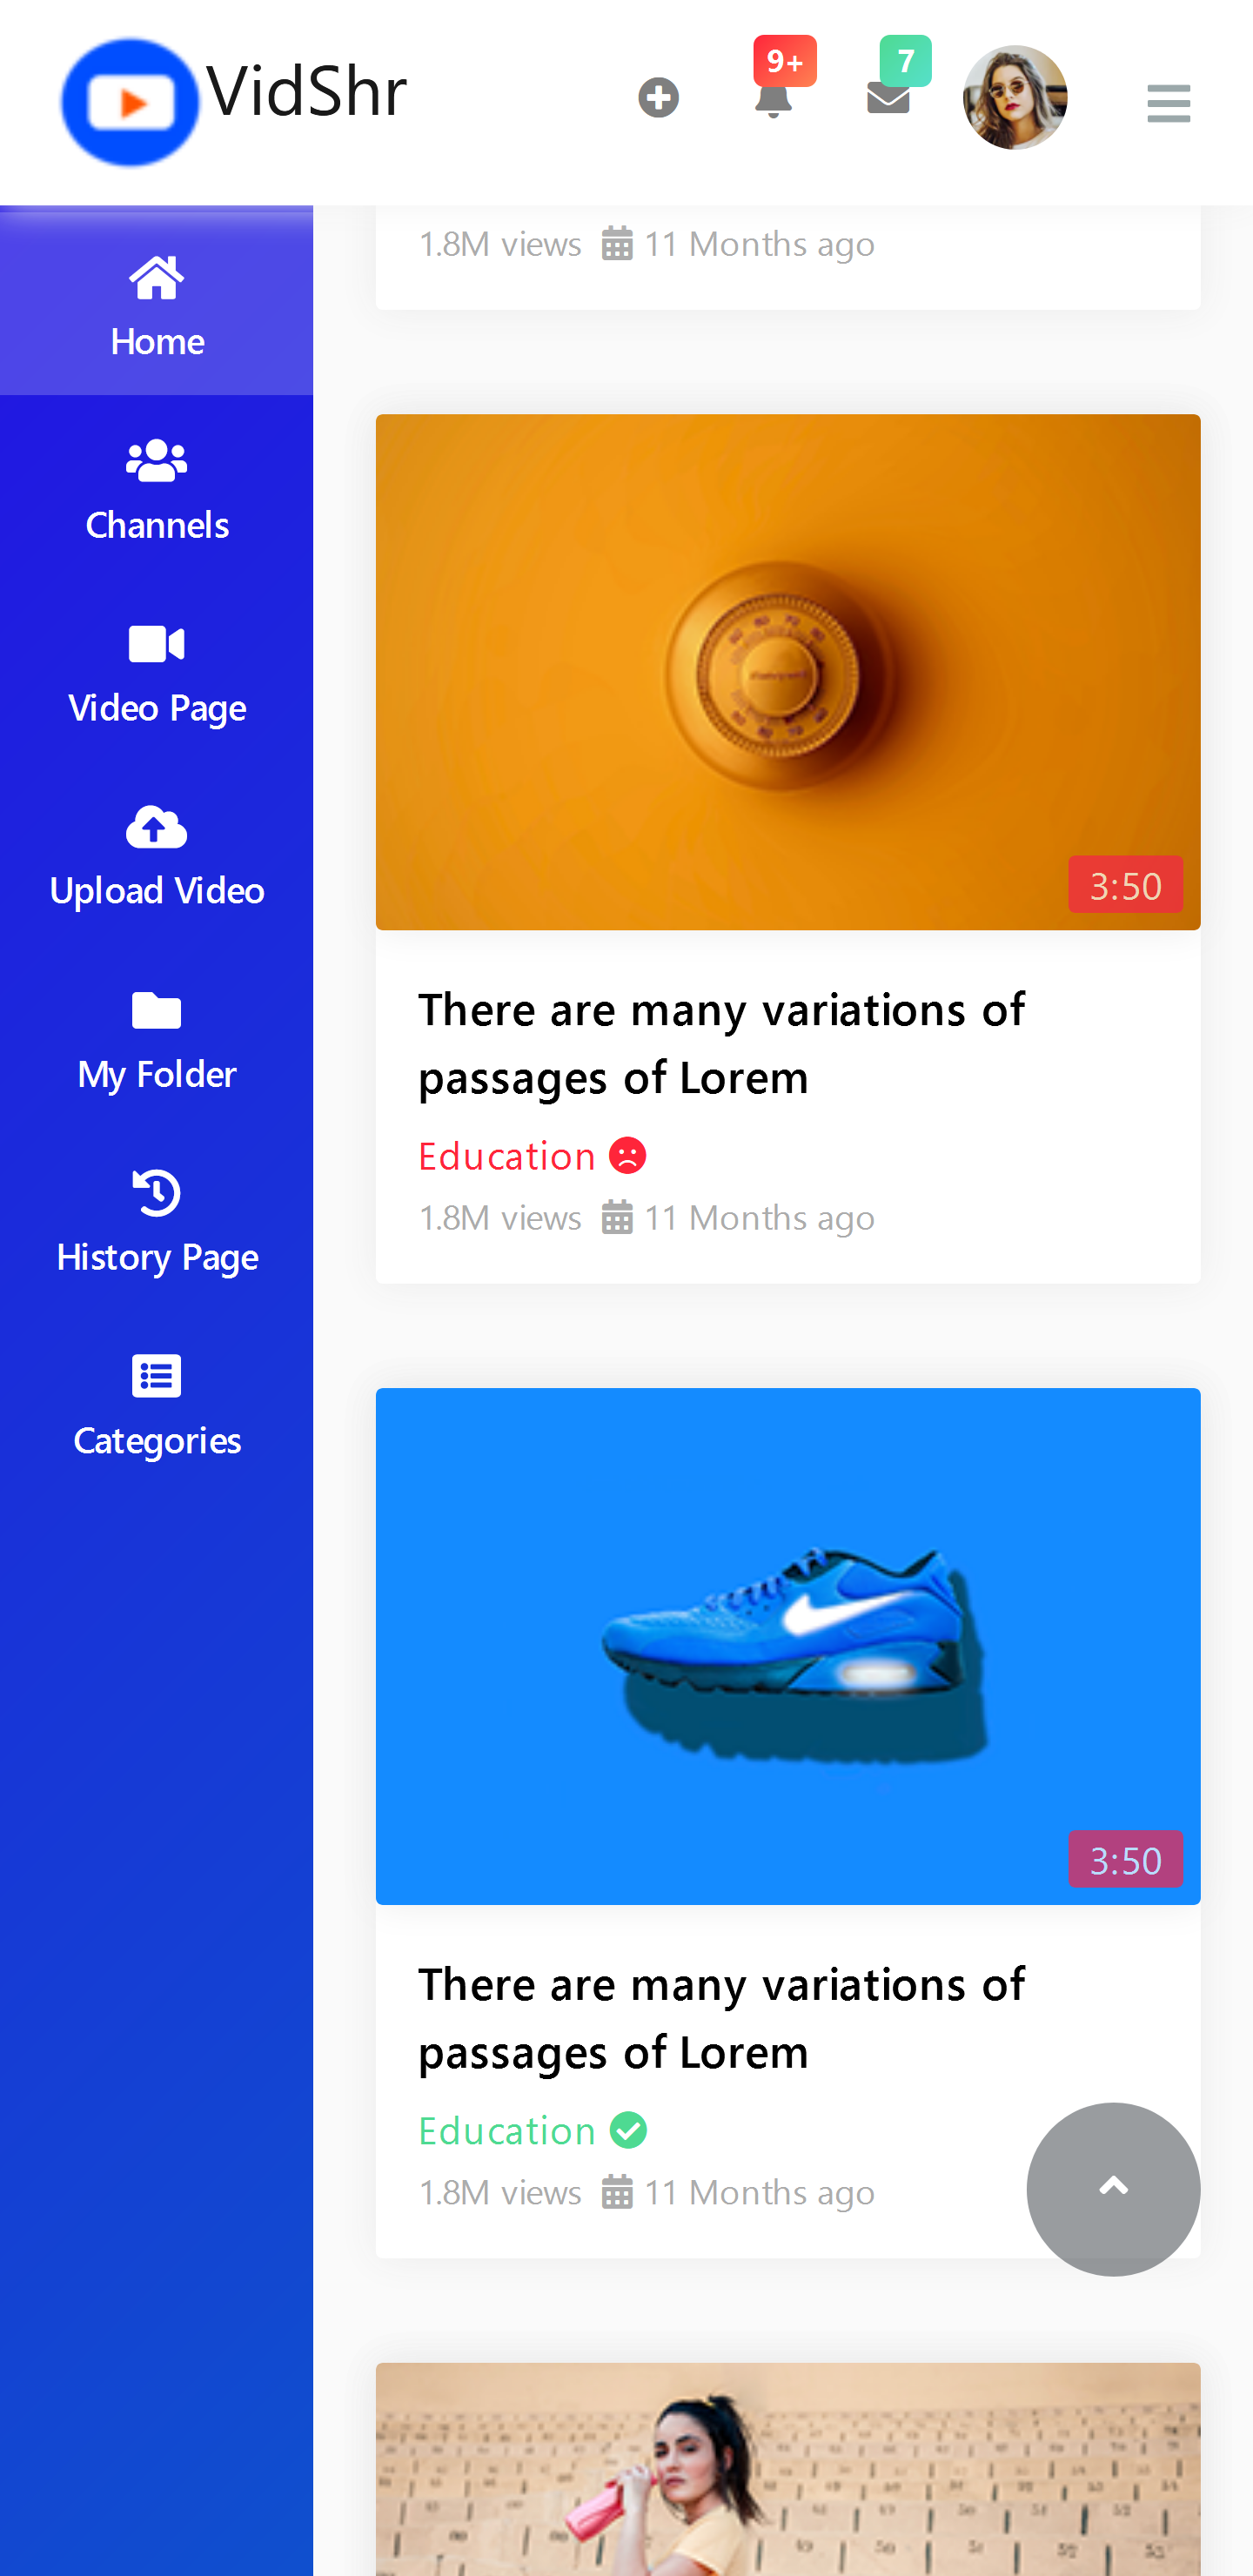 VidShr
9+
7
Home
Channels
Video Page
Upload Video
My Folder
History Page
Categories
1.8M views 11 Months ago
3:50
There are many variations of
passages of Lorem
Education
1.8M views 11 Months ago
3:50
There are many variations of
passages of Lorem
Education
1.8M views 11 Months ago